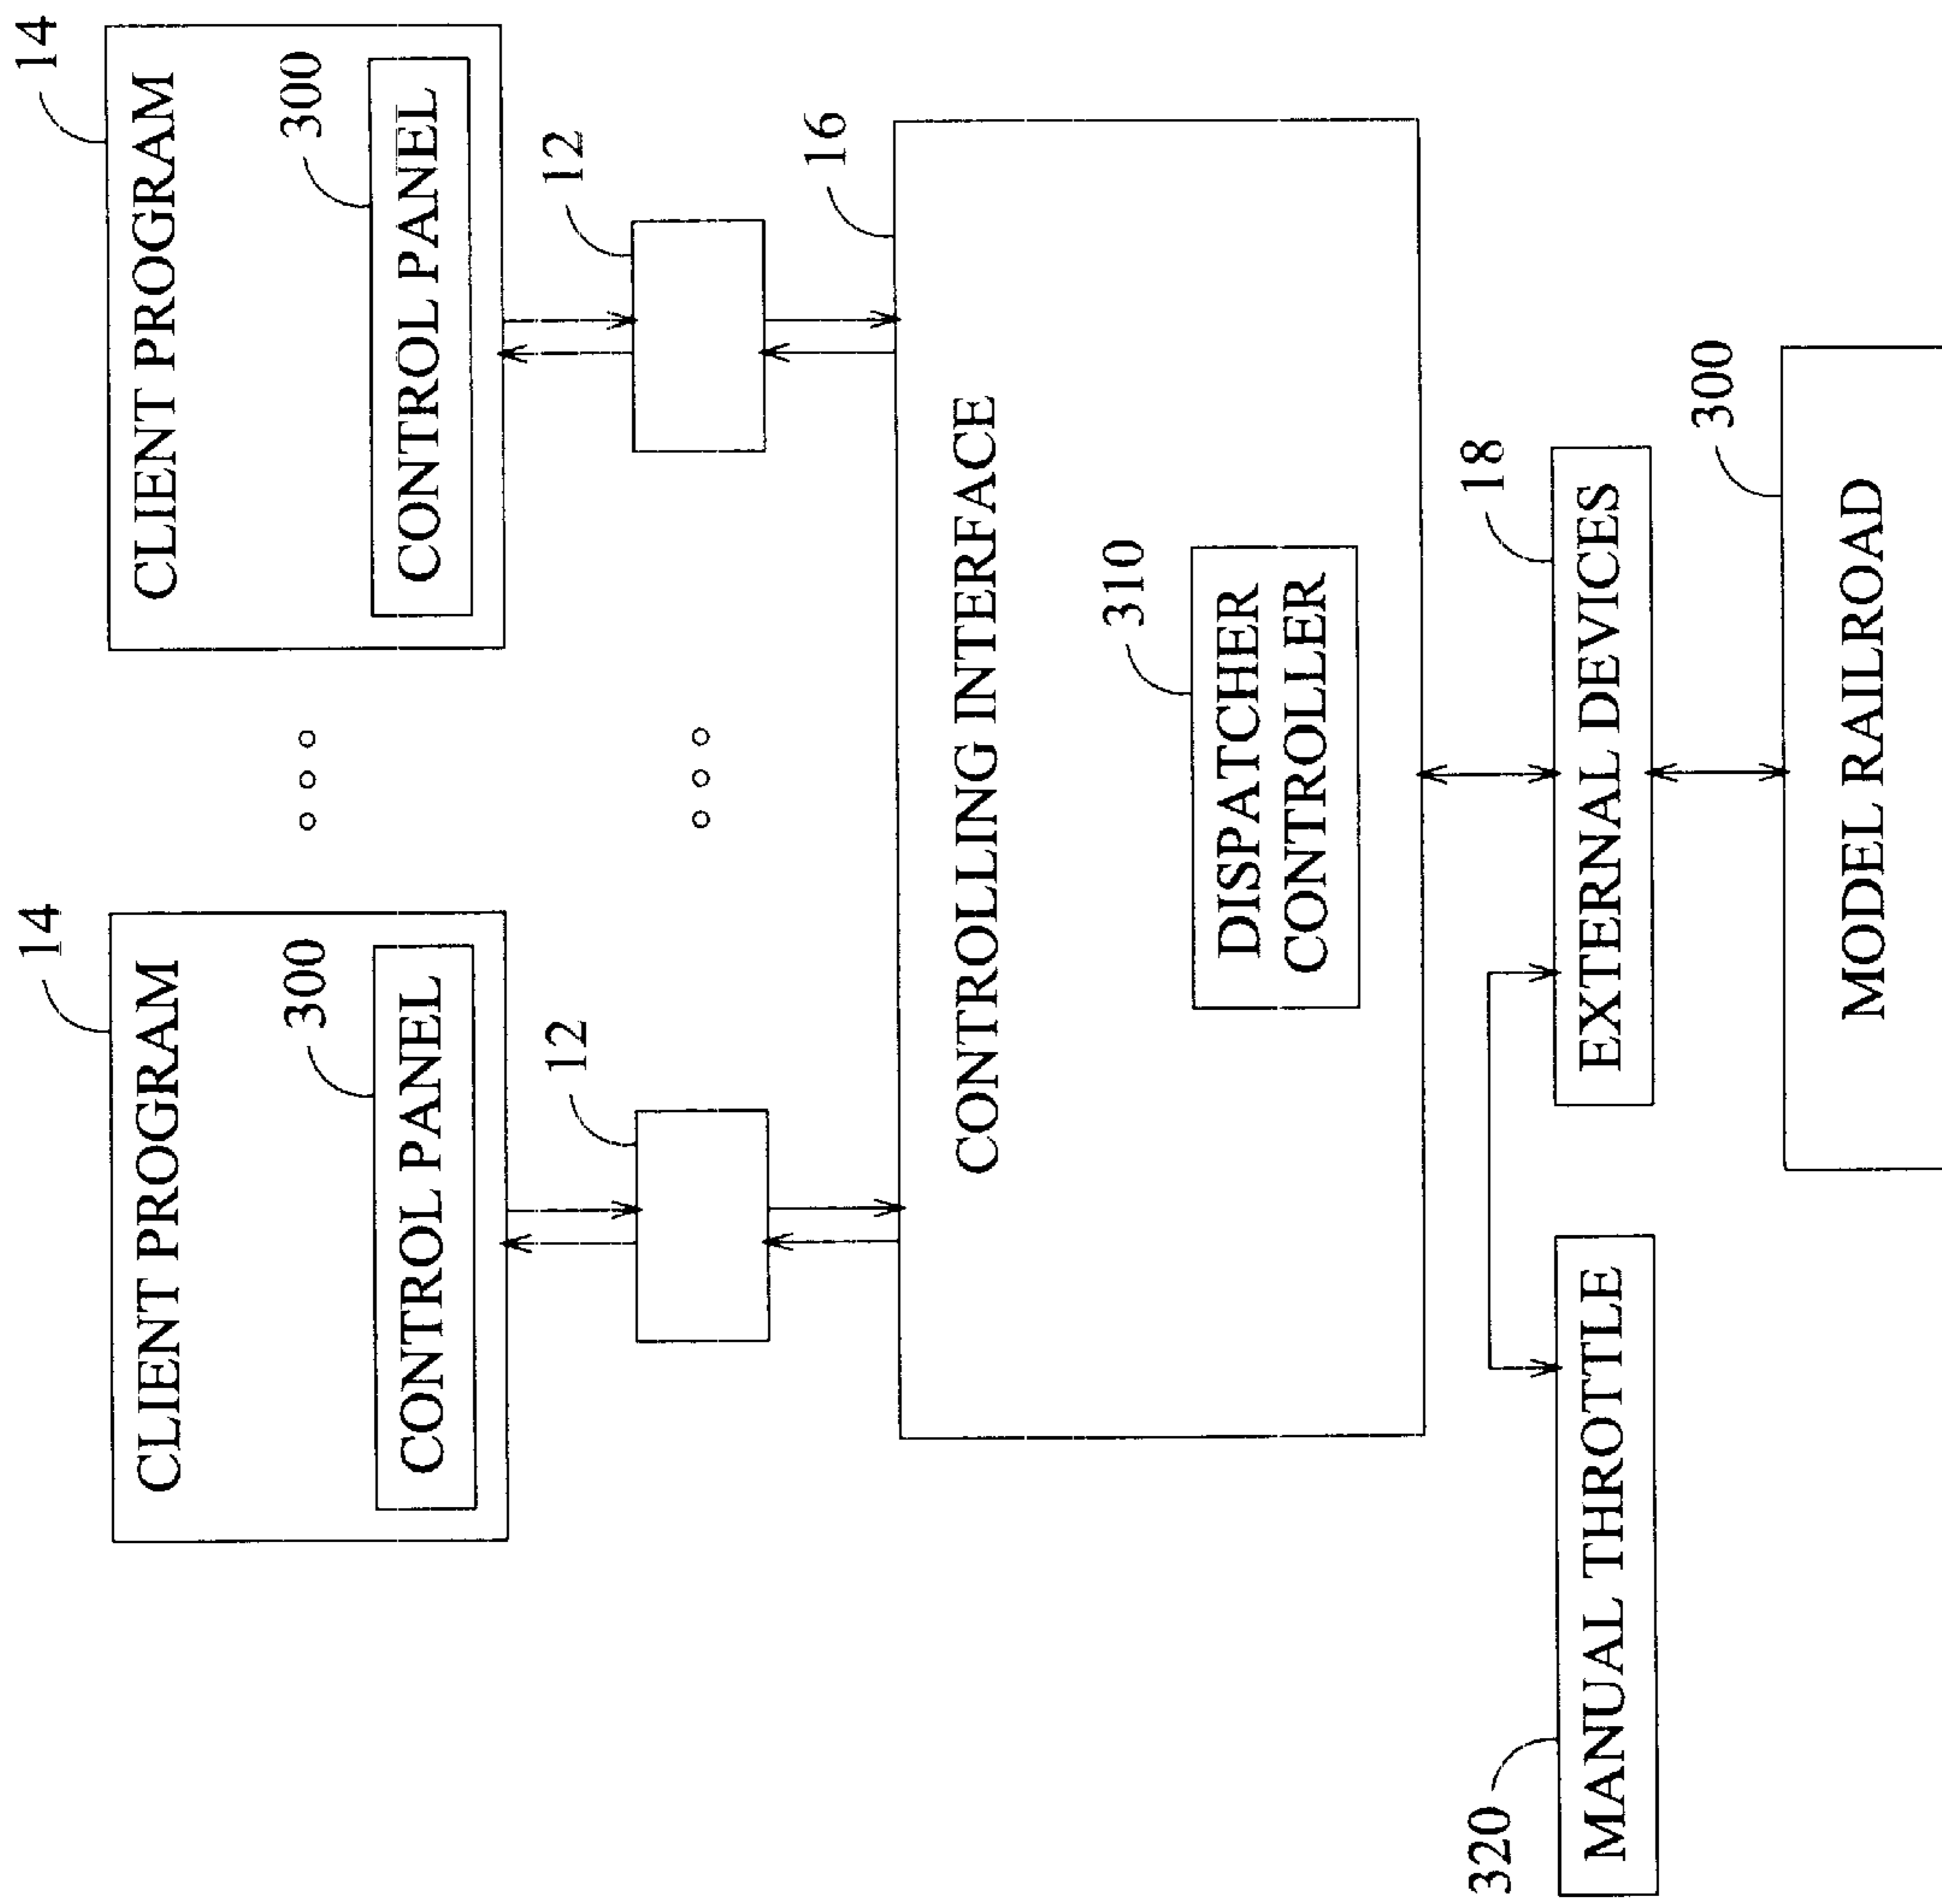 14
CLIENT PROGRAM
300
CONTROL PANEL
14
CLIENT PROGRAM
300
CONTROL PANEL
12
12
16
CONTROLLING INTERFACE
310
DISPATCHER
CONTROLLER
320
MANUAL THROTTLE
18
EXTERNAL DEVICES
300
MODEL RAILROAD